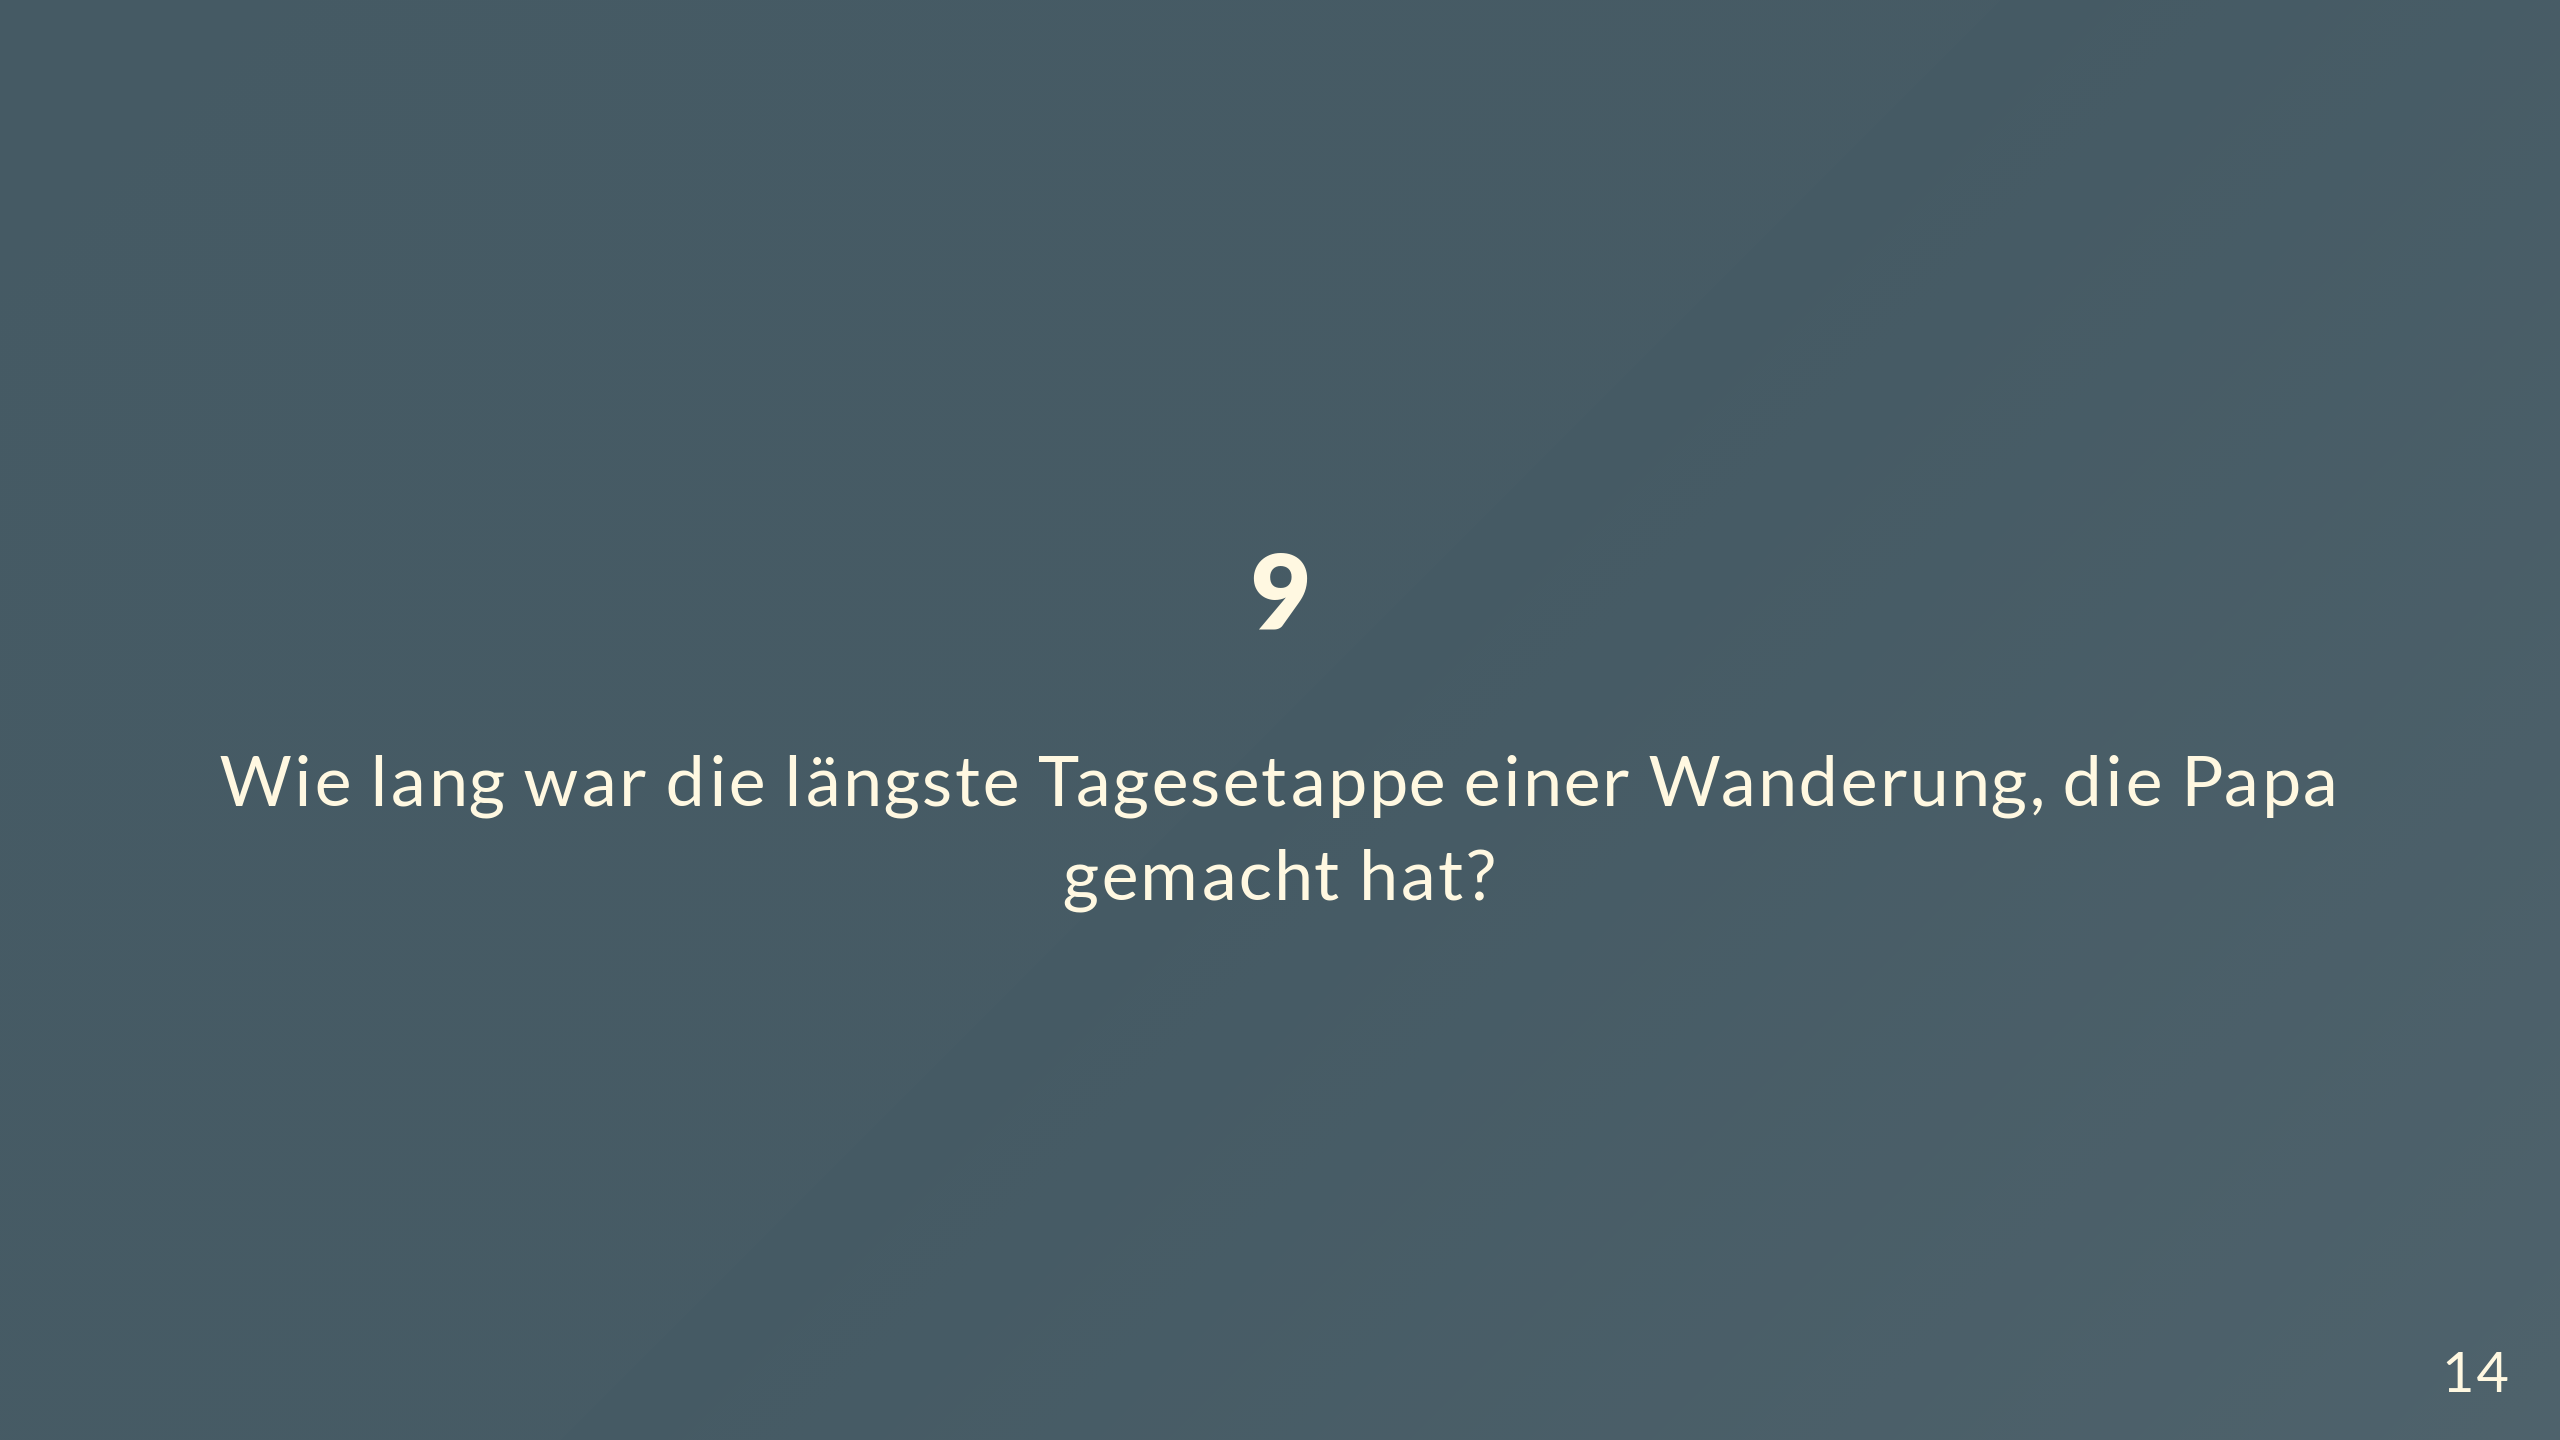 9
Wie lang war die längste Tagesetappe einer Wanderung, die Papa
gemacht hat?
14